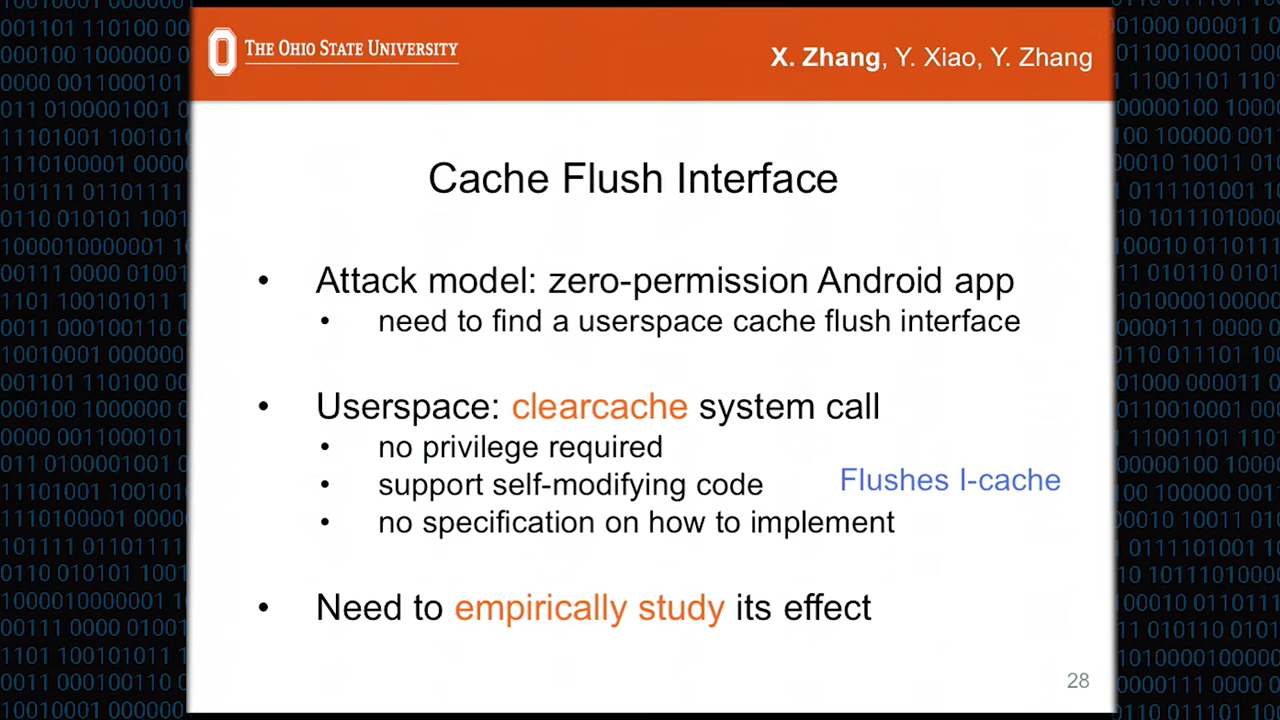 THE OHIO STATE UNIVERSITY
X. Zhang, Y. Xiao, Y. Zhang
Cache Flush Interface
• Attack model: zero-permission Android app
• need to find a userspace cache flush interface
• Userspace: clearcache system call
• no privilege required
• support self-modifying code
Flushes I-cache
• no specification on how to implement
• Need to empirically study its effect
28